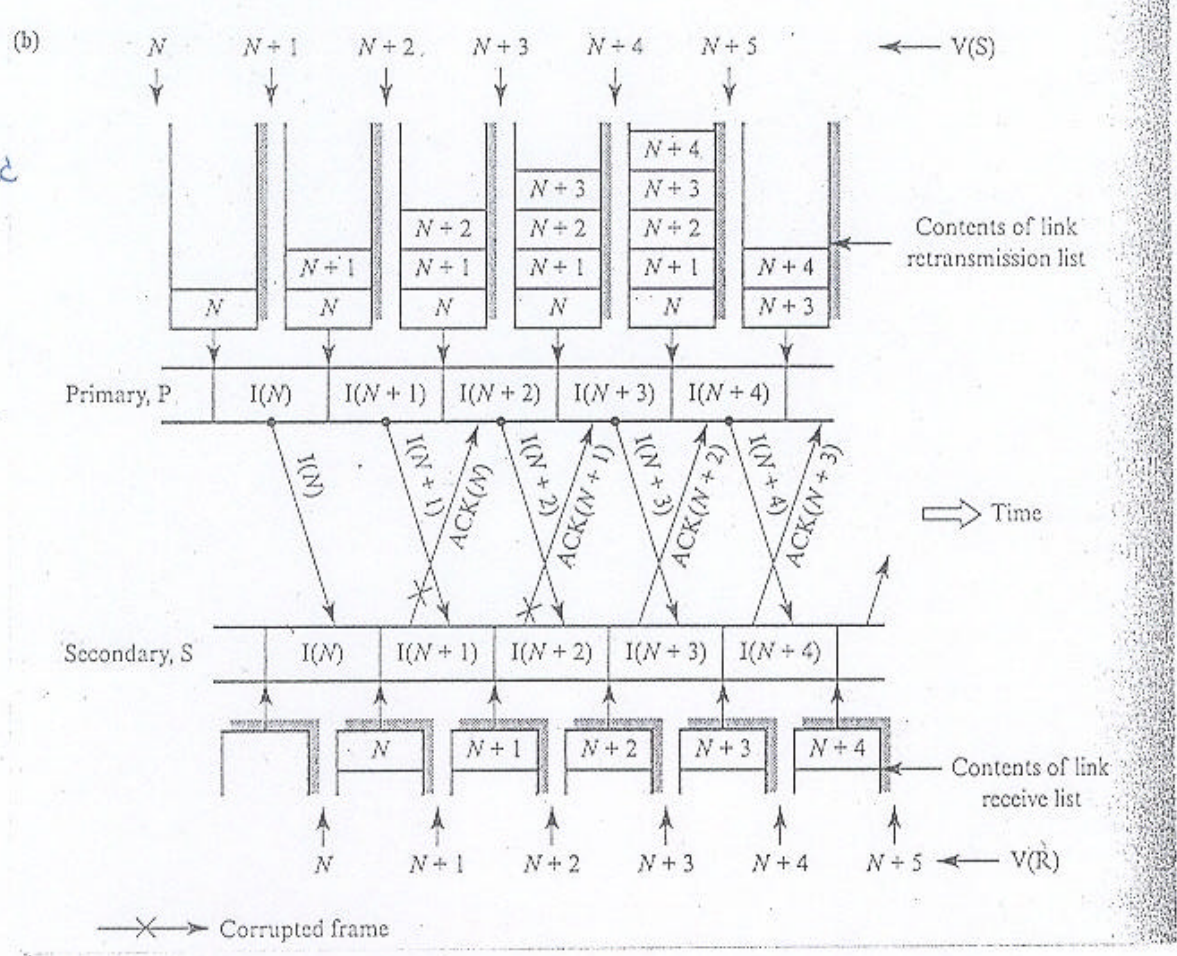 (b)
N N + 1 N + 2 N + 3 N + 4 N + 5 V(S)
N + 4
N + 3 N + 3
N + 2 N + 2 N + 2
N + 1 N + 1 N + 1 N + 1 N + 4
N N N N N N + 3
Contents of link
retransmission list
Primary, P I(N) I(N + 1) I(N + 2) I(N + 3) I(N + 4)
I(N) I(N + 1) ACK(N) I(N + 2) ACK(N + 1) I(N + 3) ACK(N + 2) I(N + 4) ACK(N + 3)
Time
Secondary, S I(N) I(N + 1) I(N + 2) I(N + 3) I(N + 4)
N N + 1 N + 2 N + 3 N + 4
Contents of link
receive list
N N + 1 N + 2 N + 3 N + 4 N + 5 V(R)
Corrupted frame